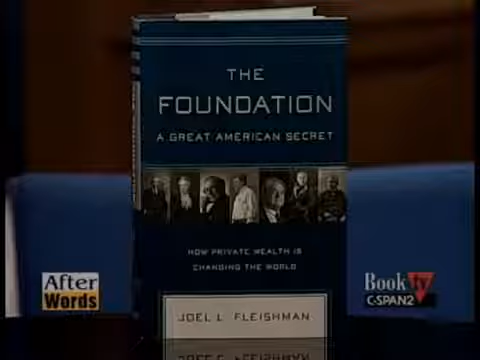 THE
FOUNDATION
A GREAT AMERICAN SECRET
HOW PRIVATE WEALTH IS
CHANGING THE WORLD
JOEL L. FLEISHMAN
After
Words
Book tv
C-SPAN2